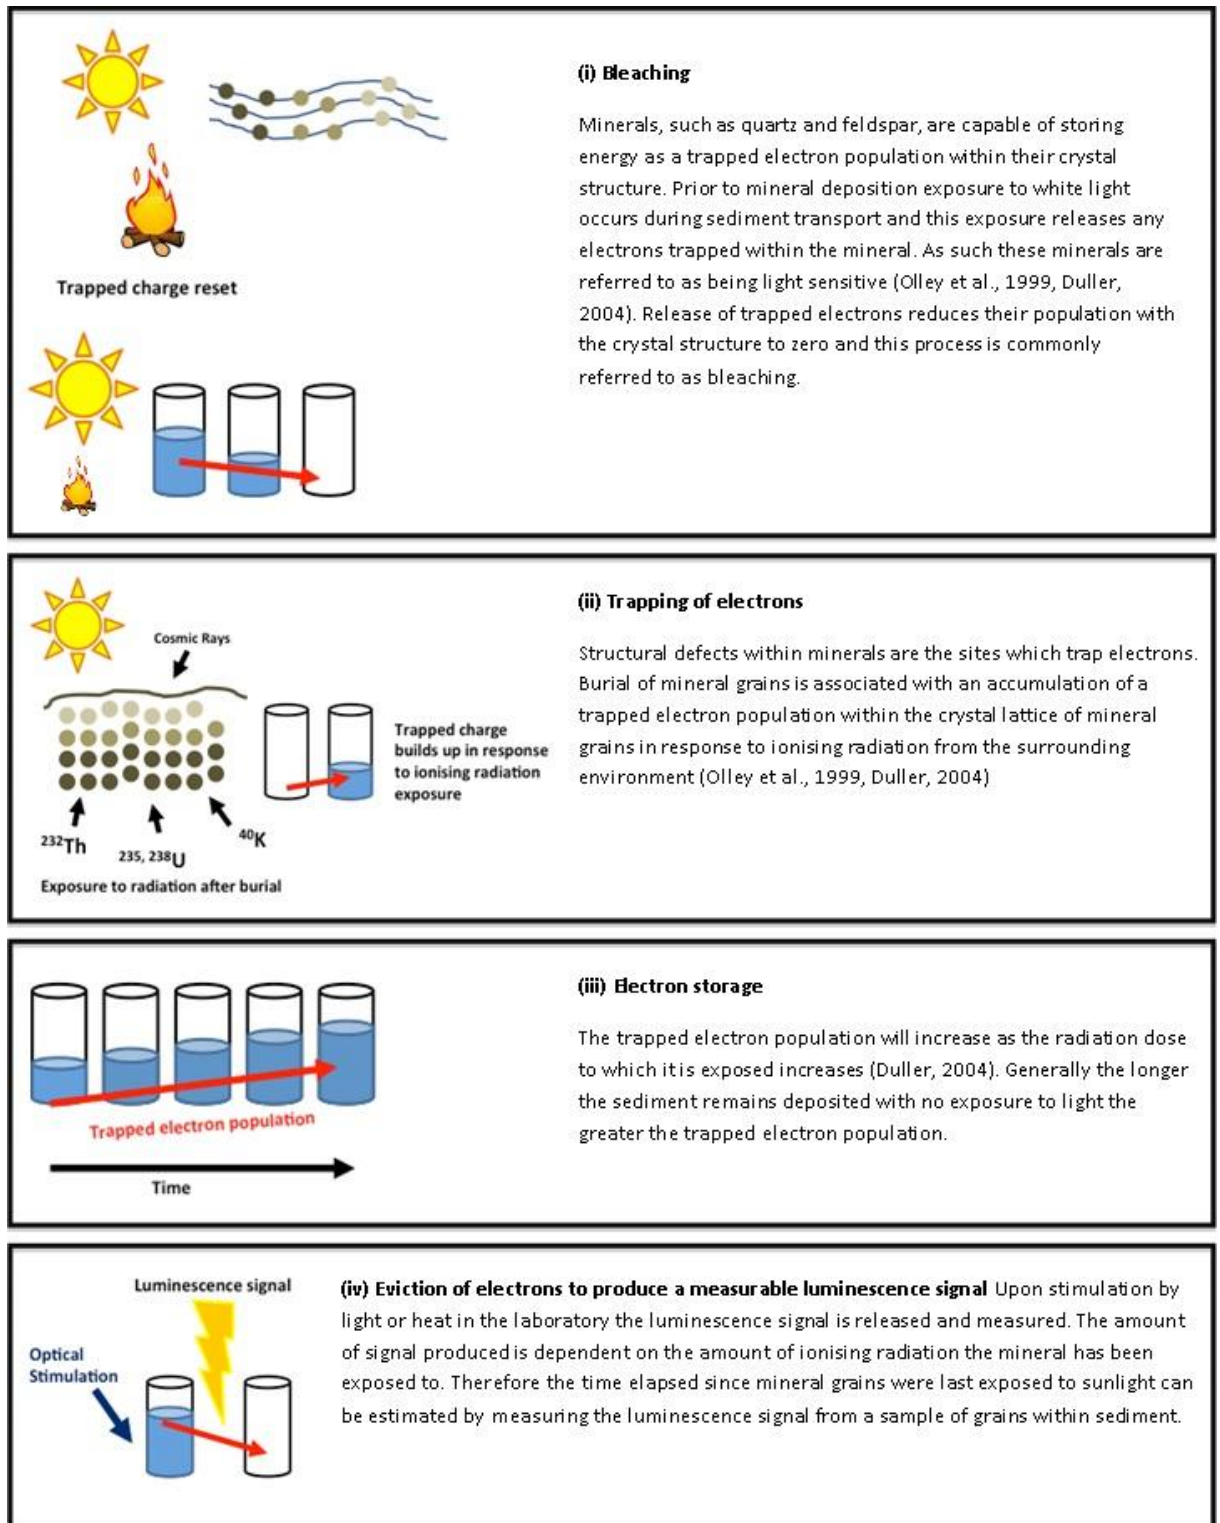 (i) Bleaching
Minerals, such as quartz and feldspar, are capable of storing
energy as a trapped electron population within their crystal
structure. Prior to mineral deposition exposure to white light
occurs during sediment transport and this exposure releases any
electrons trapped within the mineral. As such these minerals are
referred to as being light sensitive (Olley et al., 1999, Duller,
2004). Release of trapped electrons reduces their population with
the crystal structure to zero and this process is commonly
referred to as bleaching.
Trapped charge reset
(ii) Trapping of electrons
Structural defects within minerals are the sites which trap electrons.
Burial of mineral grains is associated with an accumulation of a
trapped electron population within the crystal lattice of mineral
grains in response to ionising radiation from the surrounding
environment (Olley et al., 1999, Duller, 2004)
Cosmic Rays
Trapped charge
builds up in response
to ionising radiation
exposure
²³²Th
²³⁵, ²³⁸U
⁴⁰K
Exposure to radiation after burial
(iii) Electron storage
The trapped electron population will increase as the radiation dose
to which it is exposed increases (Duller, 2004). Generally the longer
the sediment remains deposited with no exposure to light the
greater the trapped electron population.
Trapped electron population
Time
Luminescence signal
Optical
Stimulation
(iv) Eviction of electrons to produce a measurable luminescence signal Upon stimulation by
light or heat in the laboratory the luminescence signal is released and measured. The amount
of signal produced is dependent on the amount of ionising radiation the mineral has been
exposed to. Therefore the time elapsed since mineral grains were last exposed to sunlight can
be estimated by measuring the luminescence signal from a sample of grains within sediment.